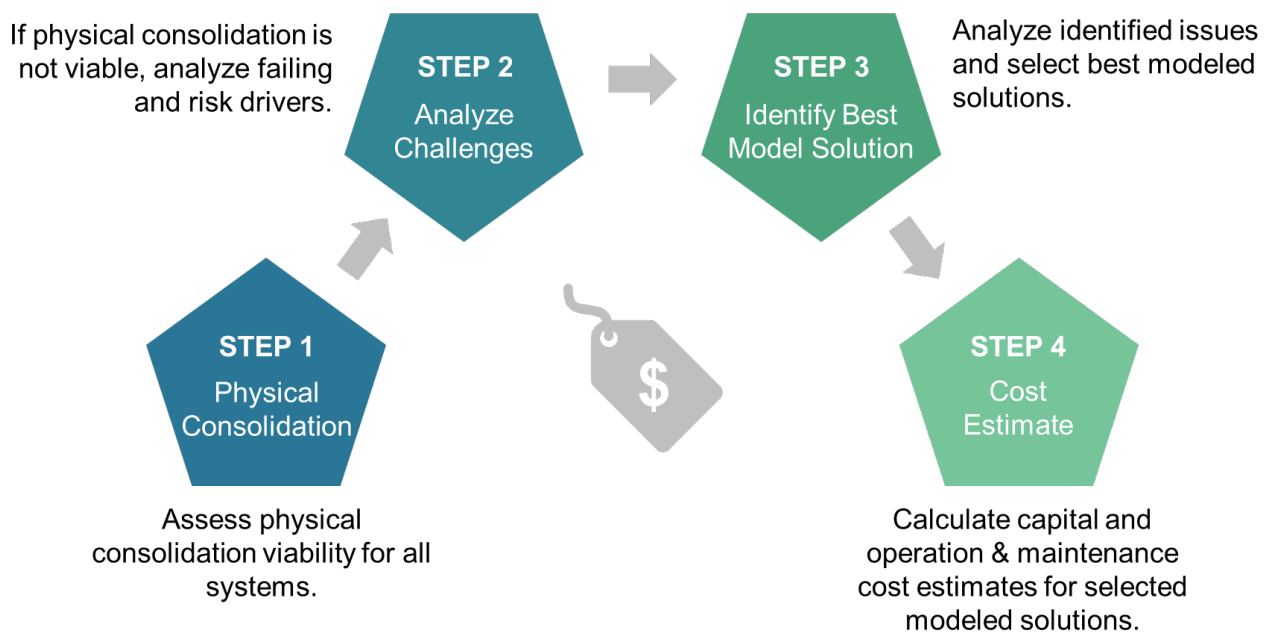 If physical consolidation is
not viable, analyze failing
and risk drivers.
STEP 2
Analyze
Challenges
STEP 3
Identify Best
Model Solution
Analyze identified issues
and select best modeled
solutions.
STEP 1
Physical
Consolidation
Assess physical
consolidation viability for all
systems.
$
STEP 4
Cost
Estimate
Calculate capital and
operation & maintenance
cost estimates for selected
modeled solutions.